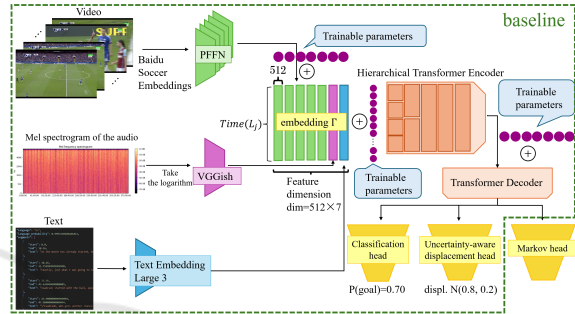 Video
baseline
SUPP
PFFN
Trainable parameters
Baidu
Soccer
Embeddings
512
+
Hierarchical Transformer Encoder
Trainable
parameters
Time(Lj)
embedding Γ
+
+
Mel spectrogram of the audio
Take
the logarithm
VGGish
Trainable
parameters
Transformer Decoder
Feature
dimension
dim=512×7
Text
Text Embedding
Large 3
Classification
head
Uncertainty-aware
displacement head
Markov head
P(goal)=0.70
displ. N(0.8, 0.2)